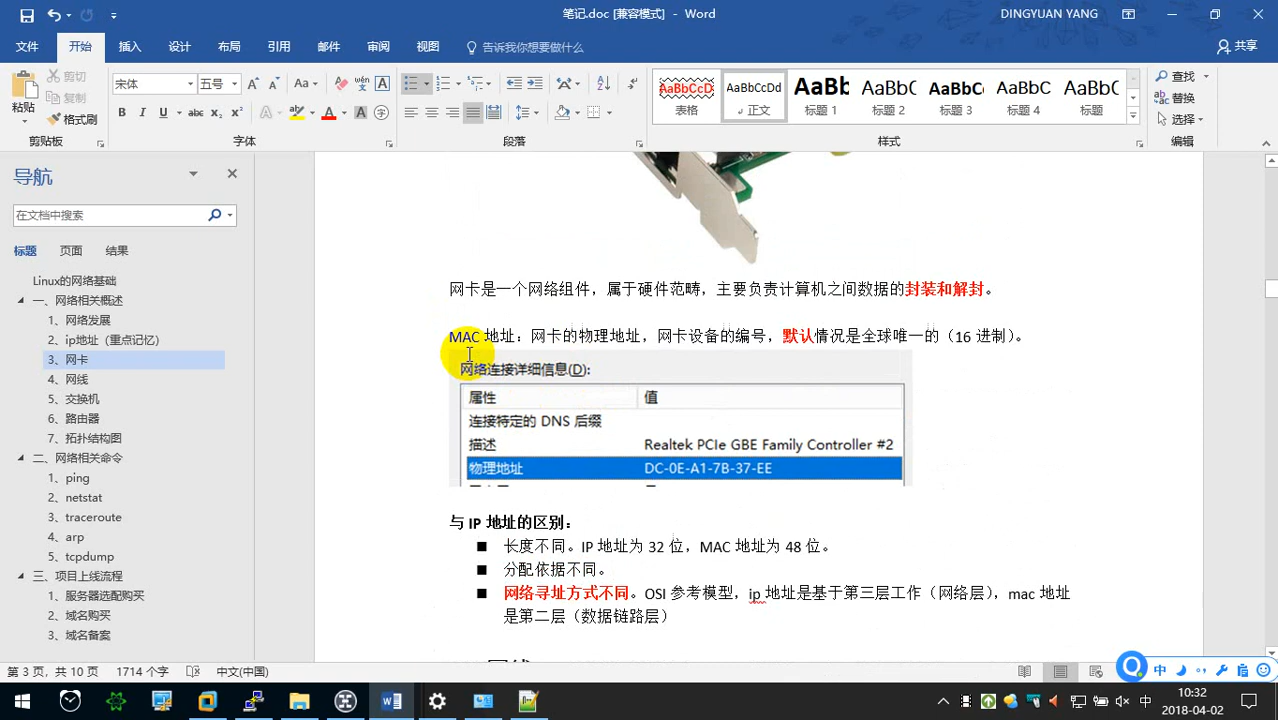 笔记.doc [兼容模式] - Word
DINGYUAN YANG
文件 开始 插入 设计 布局 引用 邮件 审阅 视图 告诉我你想要做什么 共享
粘贴 剪切 复制 格式刷
宋体 五号
AaBbCcD 表格
AaBbCcDd 正文
AaBb 标题 1
AaBbC 标题 2
AaBbC 标题 3
AaBbC 标题 4
AaBbC 标题
查找 替换 选择
剪贴板 字体 段落 样式 编辑
导航
在文档中搜索
标题 页面 结果
Linux的网络基础
一、网络相关概述
1、网络发展
2、ip地址（重点记忆）
3、网卡
4、网线
5、交换机
6、路由器
7、拓扑结构图
二、网络相关命令
1、ping
2、netstat
3、traceroute
4、arp
5、tcpdump
三、项目上线流程
1、服务器选配购买
2、域名购买
3、域名备案
网卡是一个网络组件，属于硬件范畴，主要负责计算机之间数据的封装和解封。
MAC 地址：网卡的物理地址，网卡设备的编号，默认情况是全球唯一的（16 进制）。
网络连接详细信息(D):
属性 值
连接特定的 DNS 后缀
描述 Realtek PCIe GBE Family Controller #2
物理地址 DC-0E-A1-7B-37-EE
与 IP 地址的区别：
■ 长度不同。IP 地址为 32 位，MAC 地址为 48 位。
■ 分配依据不同。
■ 网络寻址方式不同。OSI 参考模型，ip 地址是基于第三层工作（网络层），mac 地址
是第二层（数据链路层）
第 3 页，共 10 页 1714 个字 中文(中国)
中
中 10:32
2018-04-02